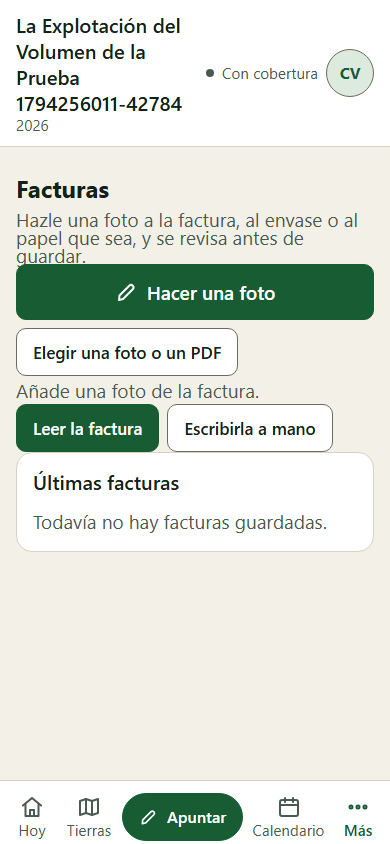 La Explotación del
Volumen de la
Prueba
1794256011-42784
2026
Con cobertura
CV
Facturas
Hazle una foto a la factura, al envase o al
papel que sea, y se revisa antes de
guardar.
Hacer una foto
Elegir una foto o un PDF
Añade una foto de la factura.
Leer la factura
Escribirla a mano
Últimas facturas
Todavía no hay facturas guardadas.
Hoy
Tierras
Apuntar
Calendario
Más